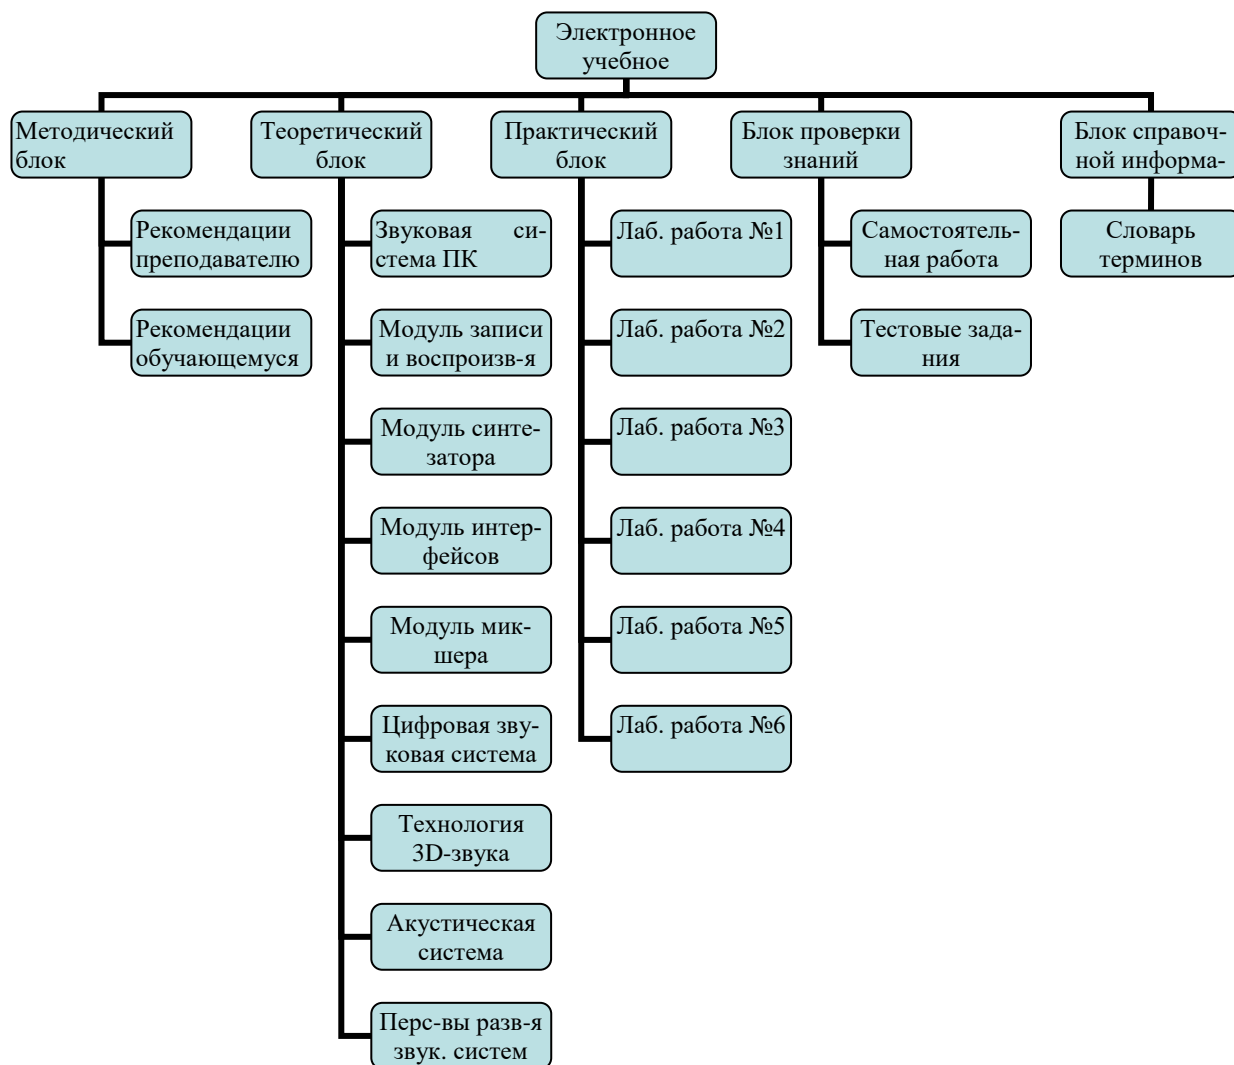 Электронное
учебное
Методический
блок
Теоретический
блок
Практический
блок
Блок проверки
знаний
Блок справоч-
ной информа-
Рекомендации
преподавателю
Рекомендации
обучающемуся
Звуковая си-
стема ПК
Модуль записи
и воспроизв-я
Модуль синте-
затора
Модуль интер-
фейсов
Модуль мик-
шера
Цифровая зву-
ковая система
Технология
3D-звука
Акустическая
система
Перс-вы разв-я
звук. систем
Лаб. работа №1
Лаб. работа №2
Лаб. работа №3
Лаб. работа №4
Лаб. работа №5
Лаб. работа №6
Самостоятель-
ная работа
Тестовые зада-
ния
Словарь
терминов